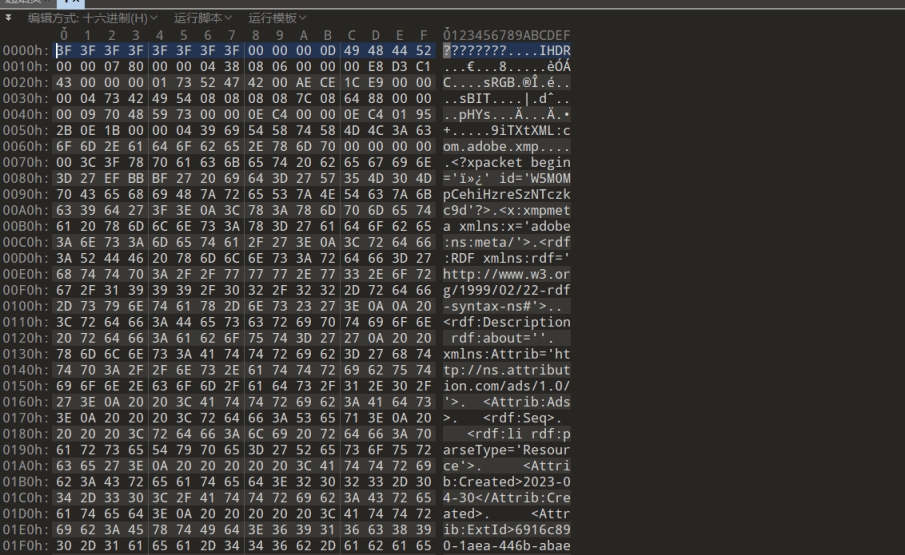 编辑方式: 十六进制(H) 运行脚本 运行模板
0 1 2 3 4 5 6 7 8 9 A B C D E F 0123456789ABCDEF
0000h: 3F 3F 3F 3F 3F 3F 3F 3F 00 00 00 0D 49 48 44 52 ????????....IHDR
0010h: 00 00 07 80 00 00 04 38 08 06 00 00 00 E8 D3 C1 ...€...8.....èÓÁ
0020h: 43 00 00 00 01 73 52 47 42 00 AE CE 1C E9 00 00 C....sRGB.®Î.é..
0030h: 00 04 73 42 49 54 08 08 08 08 7C 08 64 88 00 00 ..sBIT....|.dˆ..
0040h: 00 09 70 48 59 73 00 00 0E C4 00 00 0E C4 01 95 ..pHYs...Ä...Ä.•
0050h: 2B 0E 1B 00 00 04 39 69 54 58 74 58 4D 4C 3A 63 +.....9iTXtXML:c
0060h: 6F 6D 2E 61 64 6F 62 65 2E 78 6D 70 00 00 00 00 om.adobe.xmp....
0070h: 00 3C 3F 78 70 61 63 6B 65 74 20 62 65 67 69 6E .<?xpacket begin
0080h: 3D 27 EF BB BF 27 20 69 64 3D 27 57 35 4D 30 4D ='ï»¿' id='W5M0M
0090h: 70 43 65 68 69 48 7A 72 65 53 7A 4E 54 63 7A 6B pCehiHzreSzNTczk
00A0h: 63 39 64 27 3F 3E 0A 3C 78 3A 78 6D 70 6D 65 74 c9d'?>.<x:xmpmet
00B0h: 61 20 78 6D 6C 6E 73 3A 78 3D 27 61 64 6F 62 65 a xmlns:x='adobe
00C0h: 3A 6E 73 3A 6D 65 74 61 2F 27 3E 0A 3C 72 64 66 :ns:meta/'>.<rdf
00D0h: 3A 52 44 46 20 78 6D 6C 6E 73 3A 72 64 66 3D 27 :RDF xmlns:rdf='
00E0h: 68 74 74 70 3A 2F 2F 77 77 77 2E 77 33 2E 6F 72 http://www.w3.or
00F0h: 67 2F 31 39 39 39 2F 30 32 2F 32 32 2D 72 64 66 g/1999/02/22-rdf
0100h: 2D 73 79 6E 74 61 78 2D 6E 73 23 27 3E 0A 0A 20 -syntax-ns#'>..
0110h: 3C 72 64 66 3A 44 65 73 63 72 69 70 74 69 6F 6E <rdf:Description
0120h: 20 72 64 66 3A 61 62 6F 75 74 3D 27 27 0A 20 20 rdf:about=''.
0130h: 78 6D 6C 6E 73 3A 41 74 74 72 69 62 3D 27 68 74 xmlns:Attrib='ht
0140h: 74 70 3A 2F 2F 6E 73 2E 61 74 74 72 69 62 75 74 tp://ns.attribut
0150h: 69 6F 6E 2E 63 6F 6D 2F 61 64 73 2F 31 2E 30 2F ion.com/ads/1.0/
0160h: 27 3E 0A 20 20 3C 41 74 74 72 69 62 3A 41 64 73 '>. <Attrib:Ads
0170h: 3E 0A 20 20 20 3C 72 64 66 3A 53 65 71 3E 0A 20 >. <rdf:Seq>.
0180h: 20 20 20 3C 72 64 66 3A 6C 69 20 72 64 66 3A 70 <rdf:li rdf:p
0190h: 61 72 73 65 54 79 70 65 3D 27 52 65 73 6F 75 72 arseType='Resour
01A0h: 63 65 27 3E 0A 20 20 20 20 20 3C 41 74 74 72 69 ce'>. <Attri
01B0h: 62 3A 43 72 65 61 74 65 64 3E 32 30 32 33 2D 30 b:Created>2023-0
01C0h: 34 2D 33 30 3C 2F 41 74 74 72 69 62 3A 43 72 65 4-30</Attrib:Cre
01D0h: 61 74 65 64 3E 0A 20 20 20 20 20 3C 41 74 74 72 ated>. <Attr
01E0h: 69 62 3A 45 78 74 49 64 3E 36 39 31 36 63 38 39 ib:ExtId>6916c89
01F0h: 30 2D 31 61 65 61 2D 34 34 36 62 2D 61 62 61 65 0-1aea-446b-abae